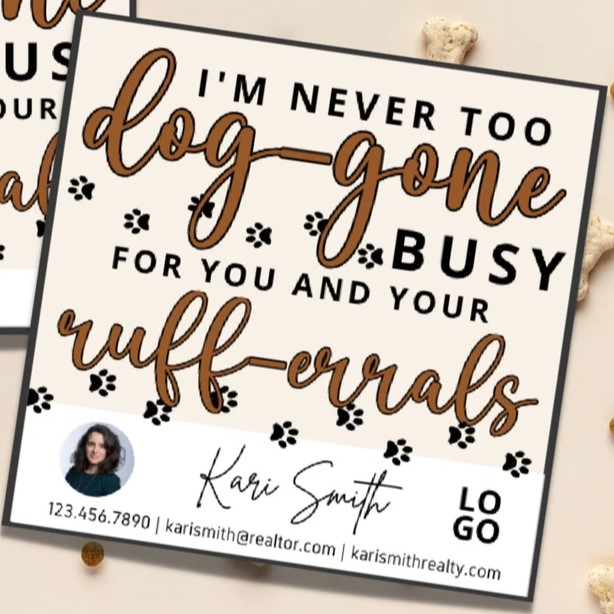 I'M NEVER TOO
dog-gone
BUSY
FOR YOU AND YOUR
ruff-errals
Kari Smith
LO
GO
123.456.7890 | karismith@realtor.com | karismithrealty.com